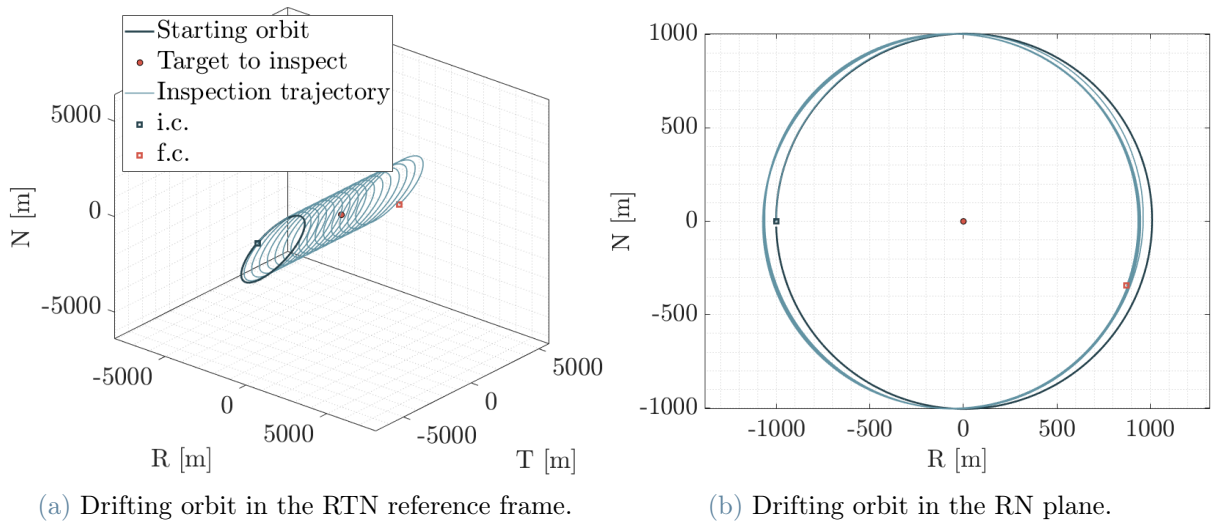 Starting orbit
Target to inspect
Inspection trajectory
i.c.
f.c.
5000
0
-5000
N [m]
-5000
0
5000
R [m]
5000
0
-5000
T [m]
(a) Drifting orbit in the RTN reference frame.
1000
500
0
-500
-1000
N [m]
-1000
-500
0
500
1000
R [m]
(b) Drifting orbit in the RN plane.